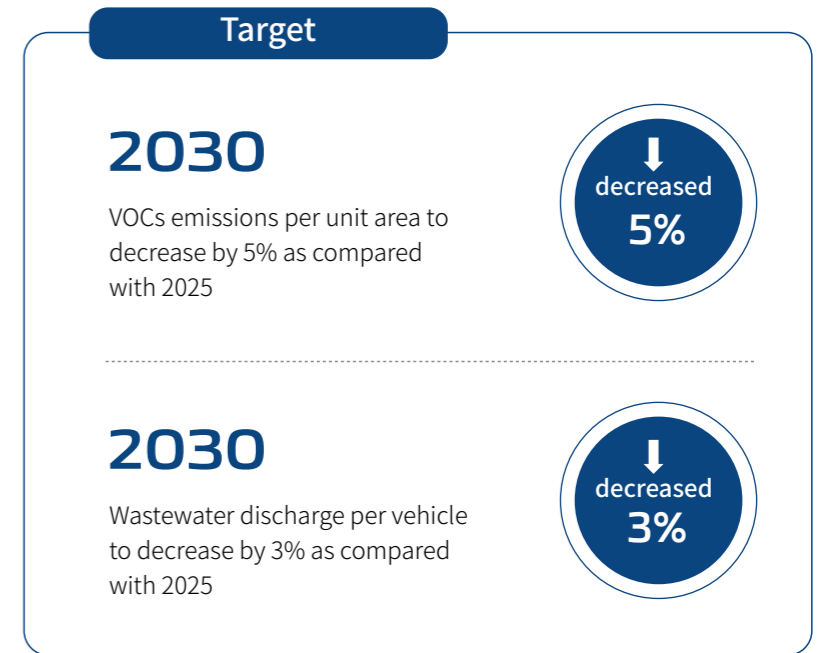 Target
2030
VOCs emissions per unit area to
decrease by 5% as compared
with 2025
decreased
5%
2030
Wastewater discharge per vehicle
to decrease by 3% as compared
with 2025
decreased
3%